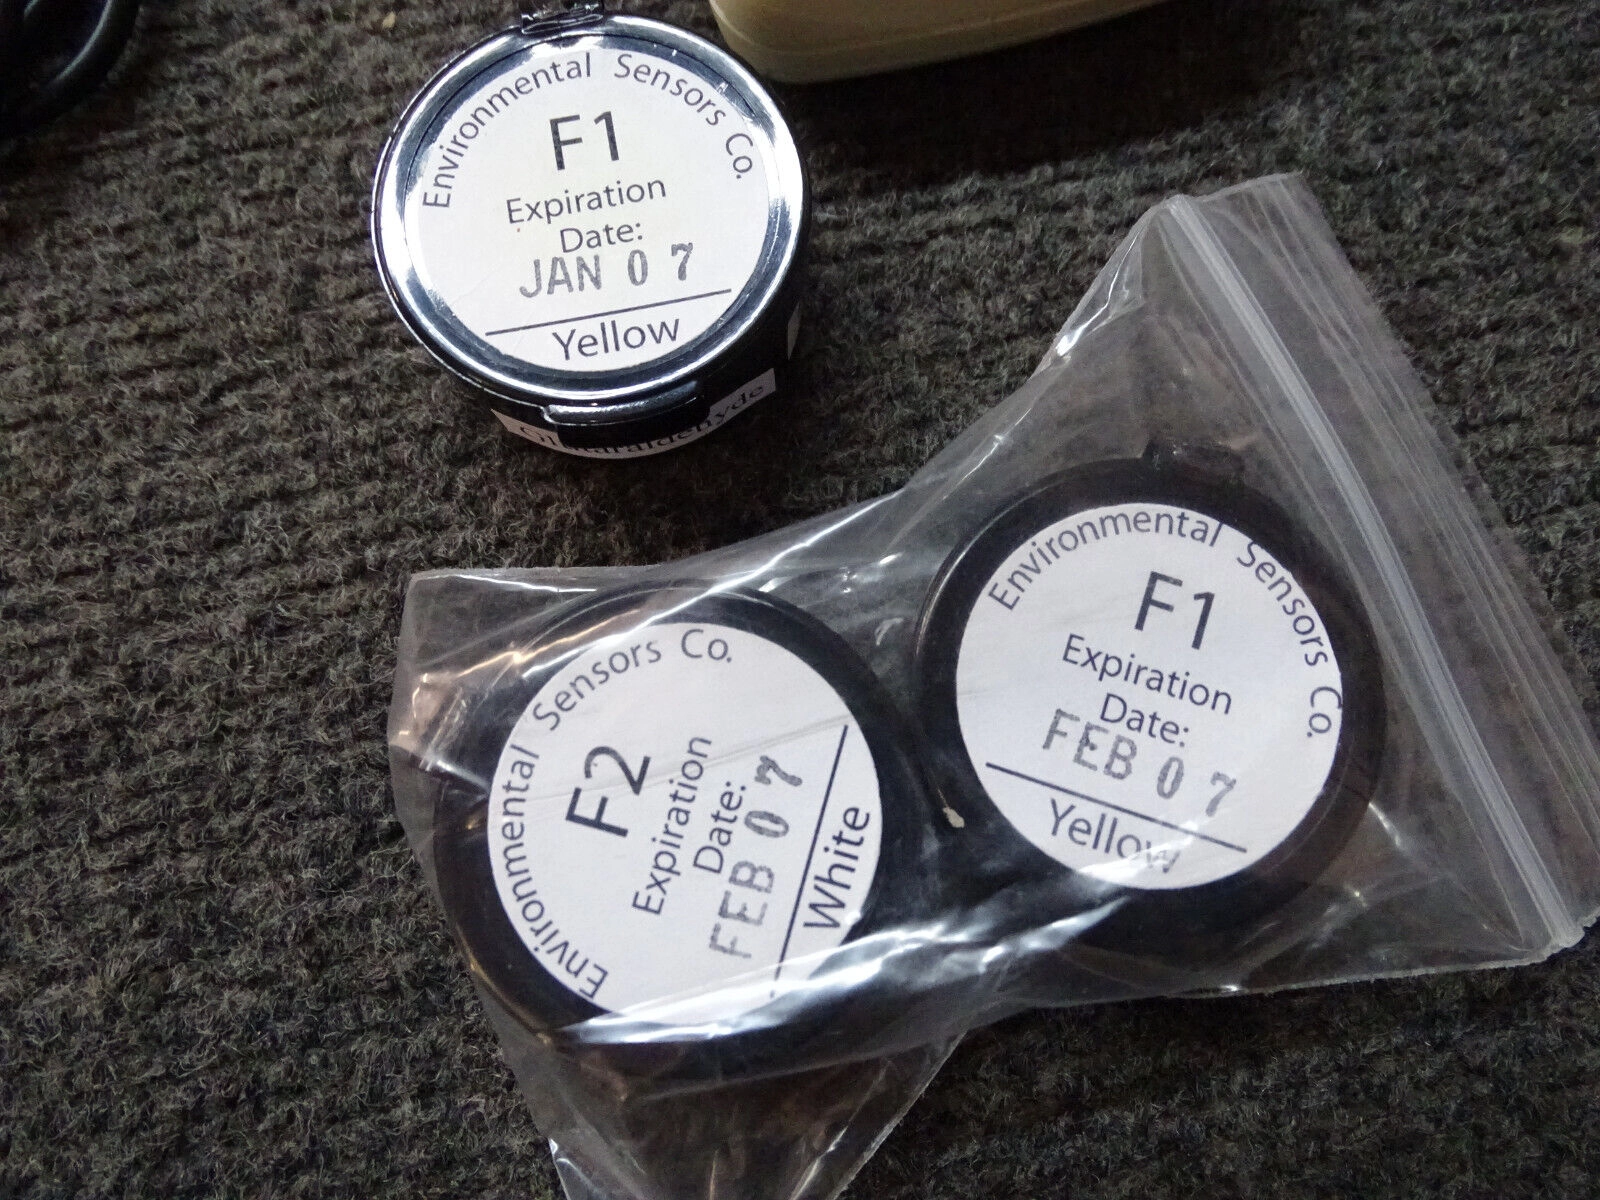 Environmental Sensors Co.
F1
Expiration
Date:
JAN 07
Yellow
Glutaraldehyde
Environmental Sensors Co.
F2
Expiration
Date:
FEB 07
White
Environmental Sensors Co.
F1
Expiration
Date:
FEB 07
Yellow